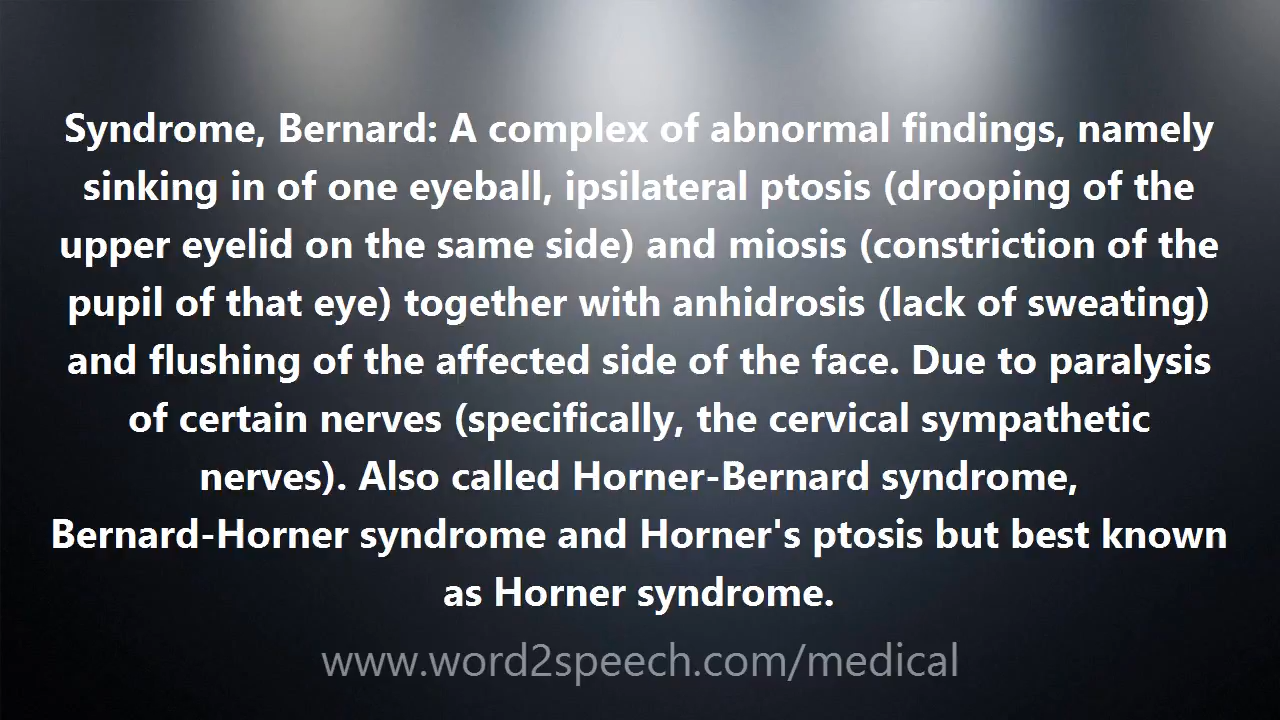 Syndrome, Bernard: A complex of abnormal findings, namely
sinking in of one eyeball, ipsilateral ptosis (drooping of the
upper eyelid on the same side) and miosis (constriction of the
pupil of that eye) together with anhidrosis (lack of sweating)
and flushing of the affected side of the face. Due to paralysis
of certain nerves (specifically, the cervical sympathetic
nerves). Also called Horner-Bernard syndrome,
Bernard-Horner syndrome and Horner's ptosis but best known
as Horner syndrome.
www.word2speech.com/medical